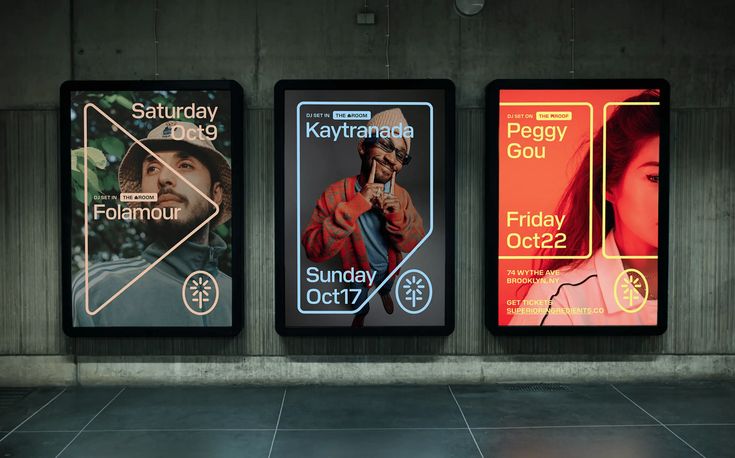 Saturday
Oct9
DJ SET IN THE ROOM
Folamour
DJ SET IN THE ROOM
Kaytranada
Sunday
Oct17
DJ SET ON THE ROOF
Peggy
Gou
Friday
Oct22
74 WYTHE AVE
BROOKLYN, NY
GET TICKETS
SUPERIORINGREDIENTS.CO